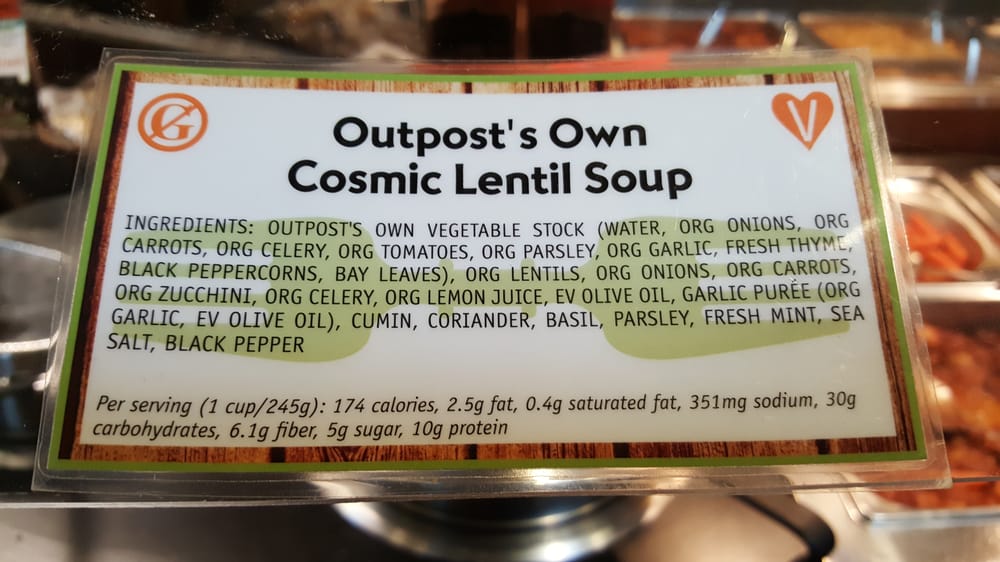 G
V
Outpost's Own
Cosmic Lentil Soup
INGREDIENTS: OUTPOST'S OWN VEGETABLE STOCK (WATER, ORG ONIONS, ORG
CARROTS, ORG CELERY, ORG TOMATOES, ORG PARSLEY, ORG GARLIC, FRESH THYME,
BLACK PEPPERCORNS, BAY LEAVES), ORG LENTILS, ORG ONIONS, ORG CARROTS,
ORG ZUCCHINI, ORG CELERY, ORG LEMON JUICE, EV OLIVE OIL, GARLIC PURÉE (ORG
GARLIC, EV OLIVE OIL), CUMIN, CORIANDER, BASIL, PARSLEY, FRESH MINT, SEA
SALT, BLACK PEPPER
Per serving (1 cup/245g): 174 calories, 2.5g fat, 0.4g saturated fat, 351mg sodium, 30g
carbohydrates, 6.1g fiber, 5g sugar, 10g protein